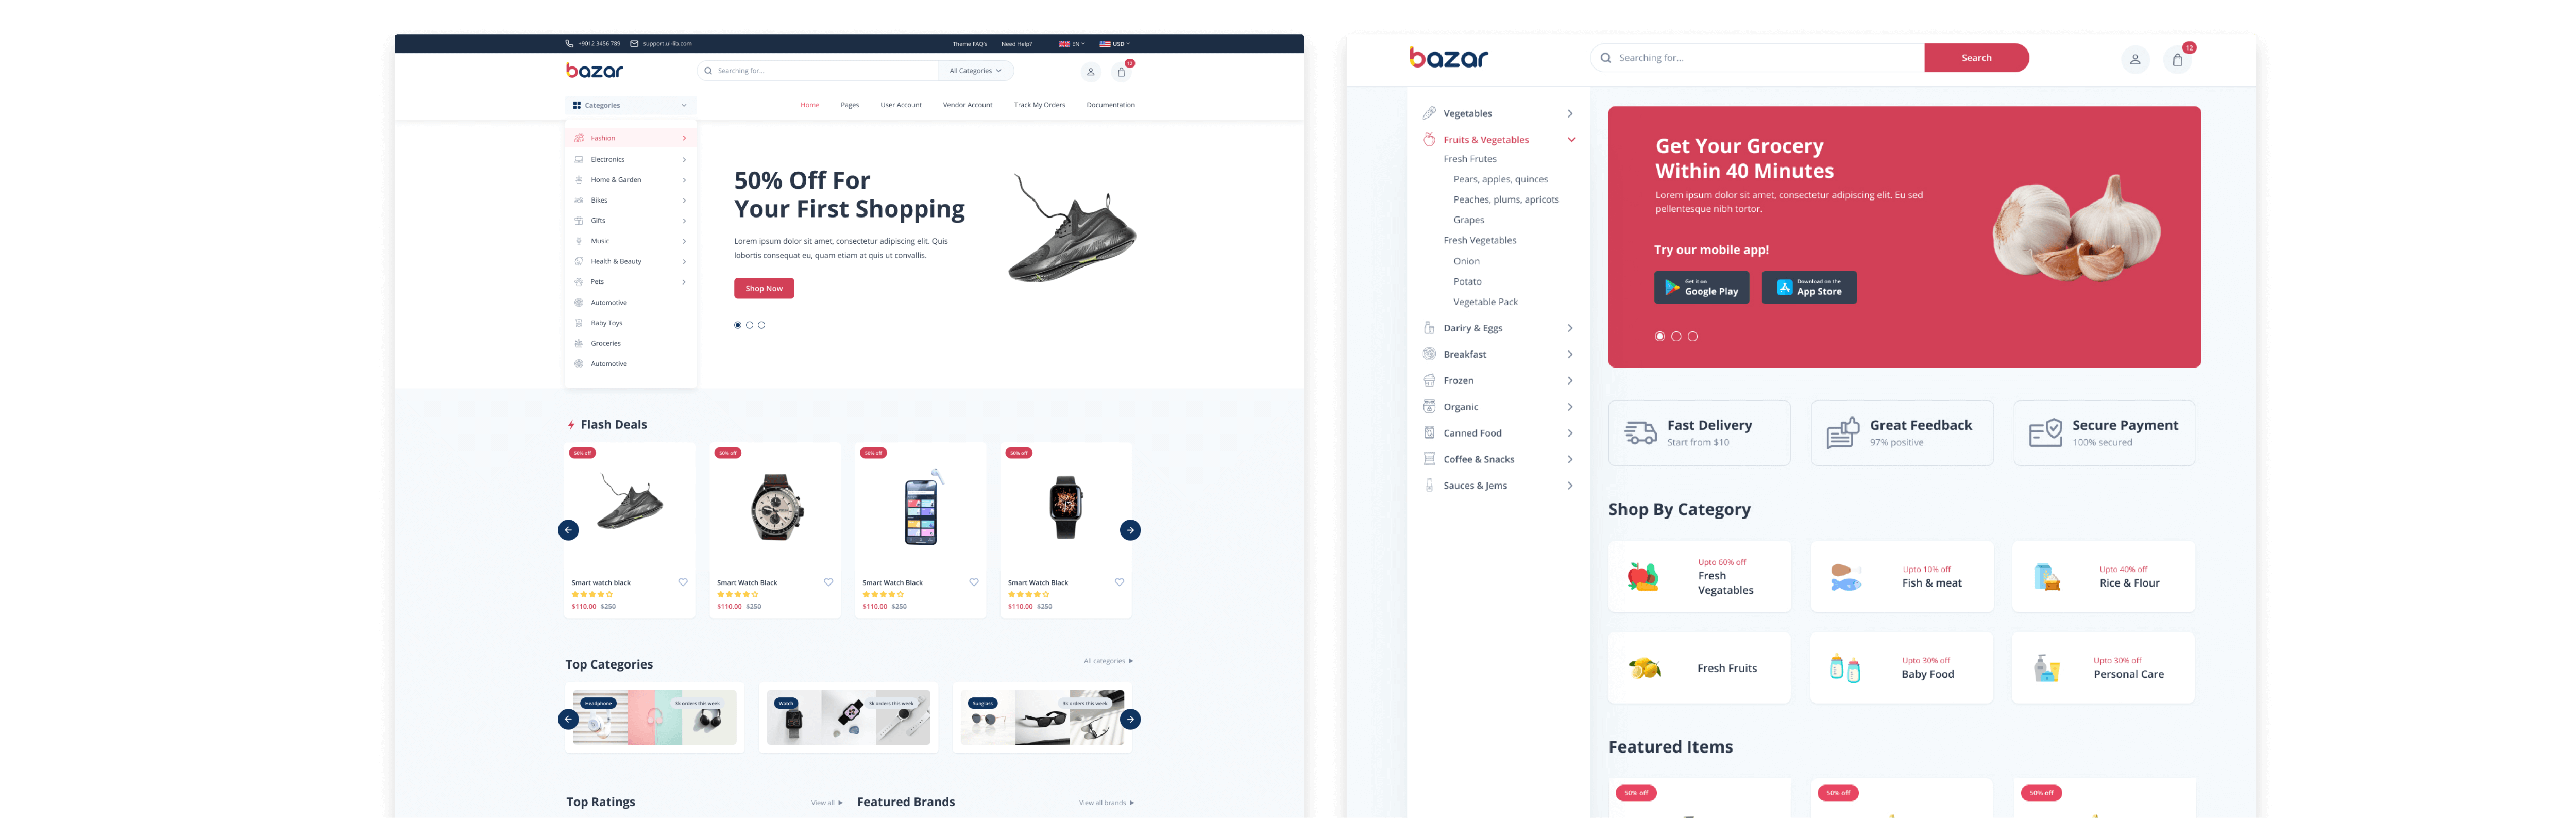 +9012 3456 789
support.ui-lib.com
Theme FAQ's
Need Help?
EN
USD
bazar
Searching for...
All Categories
12
Categories
Home
Pages
User Account
Vendor Account
Track My Orders
Documentation
Fashion
Electronics
Home & Garden
Bikes
Gifts
Music
Health & Beauty
Pets
Automotive
Baby Toys
Groceries
Automotive
50% Off For
Your First Shopping
Lorem ipsum dolor sit amet, consectetur adipiscing elit. Quis
lobortis consequat eu, quam etiam at quis ut convallis.
Shop Now
Flash Deals
50% off
50% off
50% off
50% off
Smart watch black
$110.00 $250
Smart Watch Black
$110.00 $250
Smart Watch Black
$110.00 $250
Smart Watch Black
$110.00 $250
Top Categories
All categories
Headphone
3k orders this week
Watch
3k orders this week
Sunglass
3k orders this week
Top Ratings
View all
Featured Brands
View all brands
bazar
Searching for...
Search
12
Vegetables
Fruits & Vegetables
Fresh Frutes
Pears, apples, quinces
Peaches, plums, apricots
Grapes
Fresh Vegetables
Onion
Potato
Vegetable Pack
Dariry & Eggs
Breakfast
Frozen
Organic
Canned Food
Coffee & Snacks
Sauces & Jems
Get Your Grocery
Within 40 Minutes
Lorem ipsum dolor sit amet, consectetur adipiscing elit. Eu sed
pellentesque nibh tortor.
Try our mobile app!
Get it on
Google Play
Download on the
App Store
Fast Delivery
Start from $10
Great Feedback
97% positive
Secure Payment
100% secured
Shop By Category
Upto 60% off
Fresh
Vegatables
Upto 10% off
Fish & meat
Upto 40% off
Rice & Flour
Fresh Fruits
Upto 30% off
Baby Food
Upto 30% off
Personal Care
Featured Items
50% off
50% off
50% off